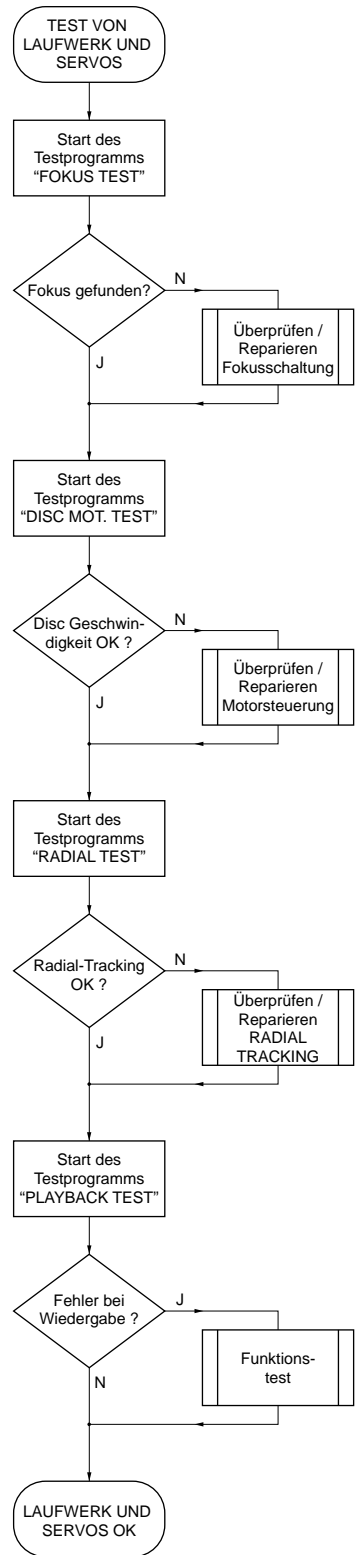 TEST VON
LAUFWERK UND
SERVOS
Start des
Testprogramms
“FOKUS TEST”
Fokus gefunden?
N
J
Überprüfen /
Reparieren
Fokusschaltung
Start des
Testprogramms
“DISC MOT. TEST”
Disc Geschwin-
digkeit OK ?
N
J
Überprüfen /
Reparieren
Motorsteuerung
Start des
Testprogramms
“RADIAL TEST”
Radial-Tracking
OK ?
N
J
Überprüfen /
Reparieren
RADIAL
TRACKING
Start des
Testprogramms
“PLAYBACK TEST”
Fehler bei
Wiedergabe ?
J
N
Funktions-
test
LAUFWERK UND
SERVOS OK